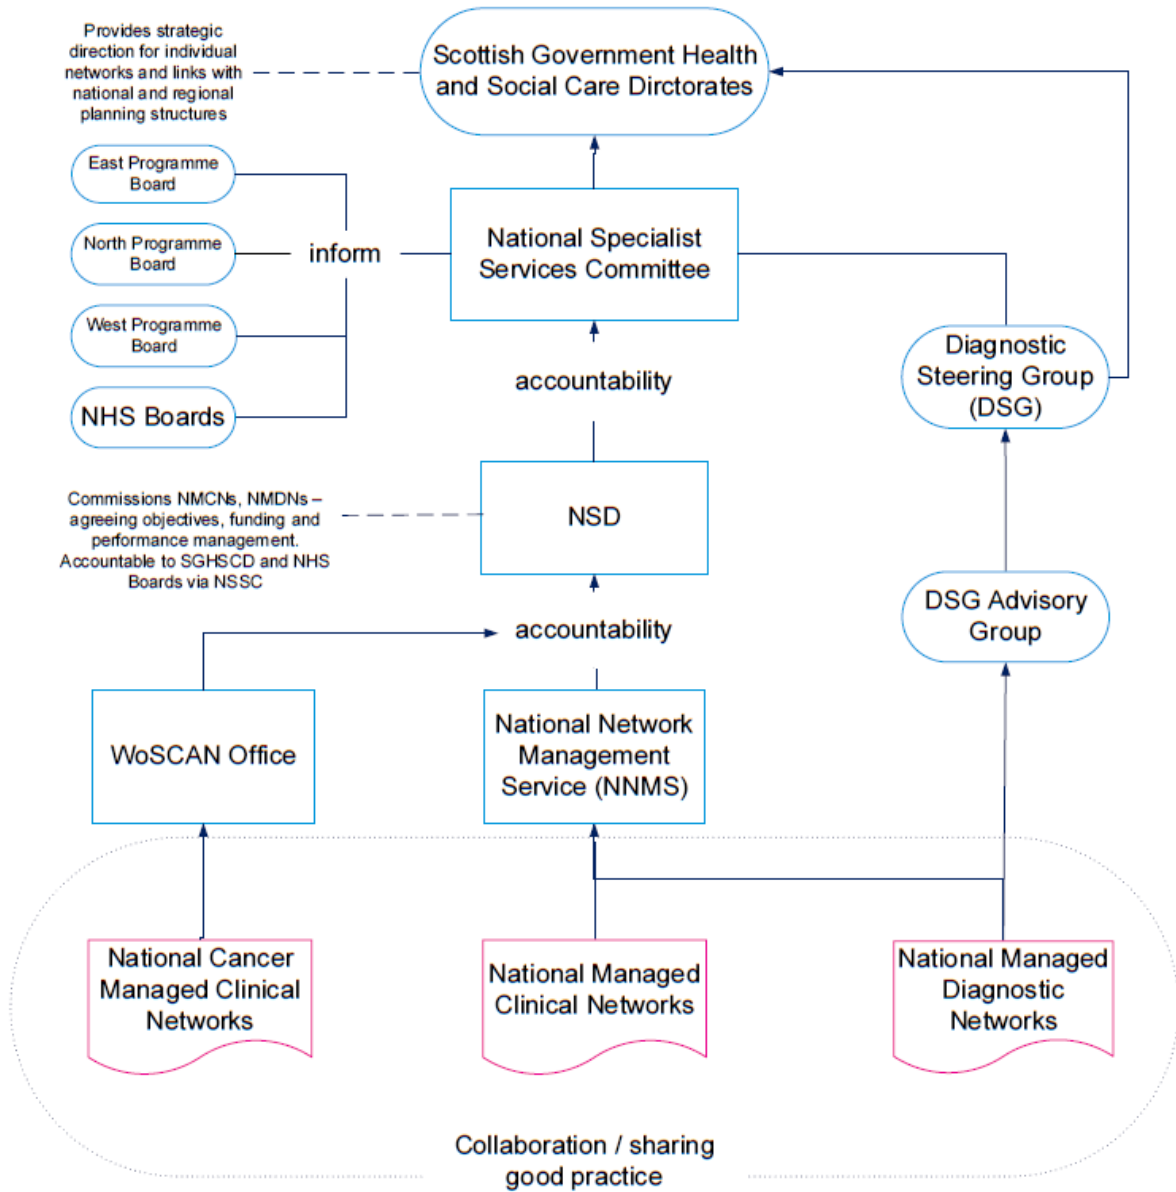 Provides strategic
direction for individual
networks and links with
national and regional
planning structures
Scottish Government Health
and Social Care Dirctorates
East Programme
Board
North Programme
Board
inform
West Programme
Board
NHS Boards
National Specialist
Services Committee
Diagnostic
Steering Group
(DSG)
accountability
Commissions NMCNs, NMDNs –
agreeing objectives, funding and
performance management.
Accountable to SGHSCD and NHS
Boards via NSSC
NSD
DSG Advisory
Group
accountability
WoSCAN Office
National Network
Management
Service (NNMS)
National Cancer
Managed Clinical
Networks
National Managed
Clinical Networks
National Managed
Diagnostic
Networks
Collaboration / sharing
good practice